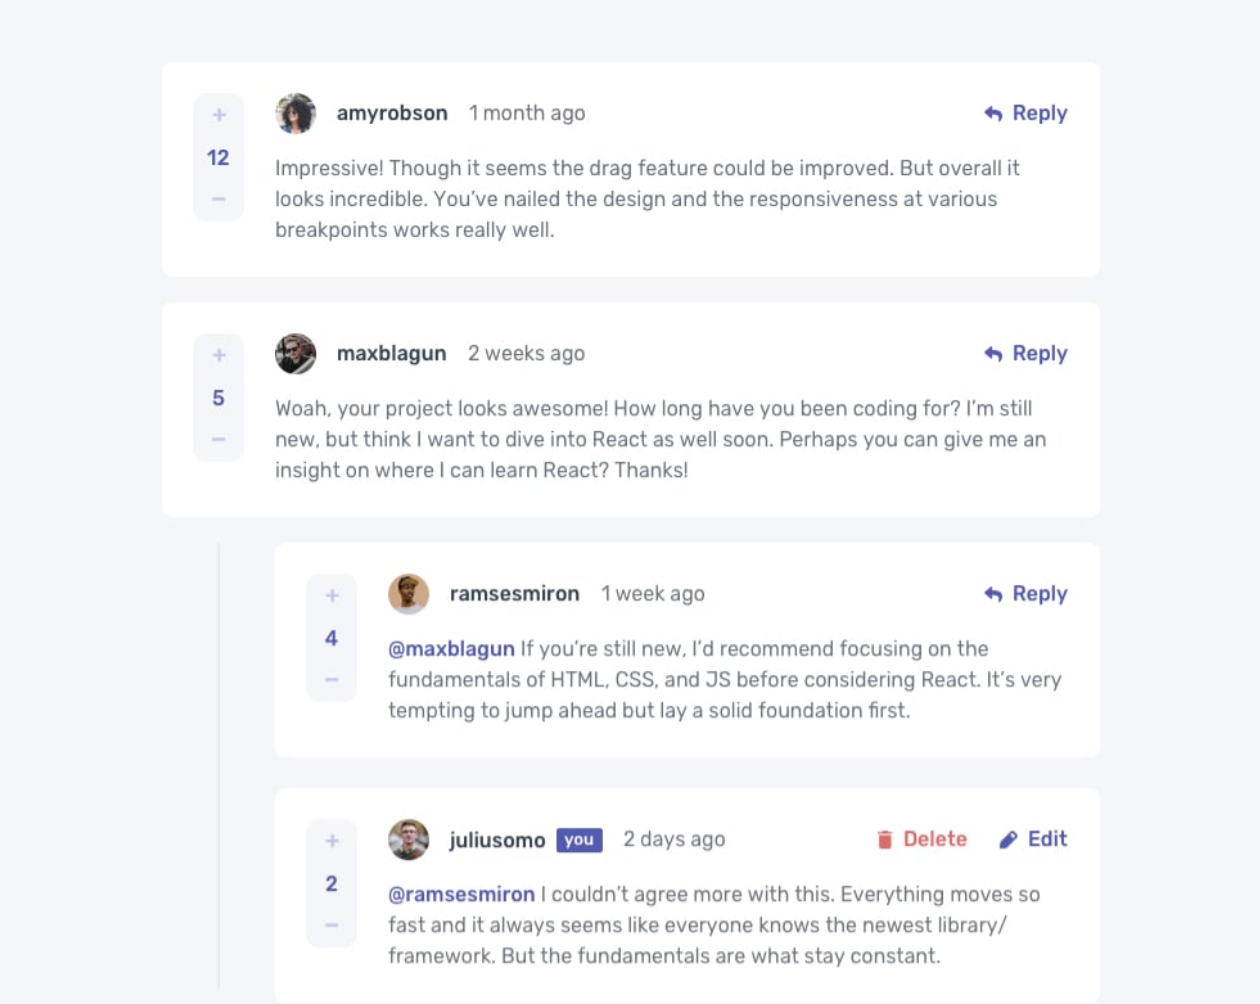 +
12
−
amyrobson 1 month ago Reply
Impressive! Though it seems the drag feature could be improved. But overall it
looks incredible. You’ve nailed the design and the responsiveness at various
breakpoints works really well.
+
5
−
maxblagun 2 weeks ago Reply
Woah, your project looks awesome! How long have you been coding for? I’m still
new, but think I want to dive into React as well soon. Perhaps you can give me an
insight on where I can learn React? Thanks!
+
4
−
ramsesmiron 1 week ago Reply
@maxblagun If you’re still new, I’d recommend focusing on the
fundamentals of HTML, CSS, and JS before considering React. It’s very
tempting to jump ahead but lay a solid foundation first.
+
2
−
juliusomo you 2 days ago Delete Edit
@ramsesmiron I couldn’t agree more with this. Everything moves so
fast and it always seems like everyone knows the newest library/
framework. But the fundamentals are what stay constant.